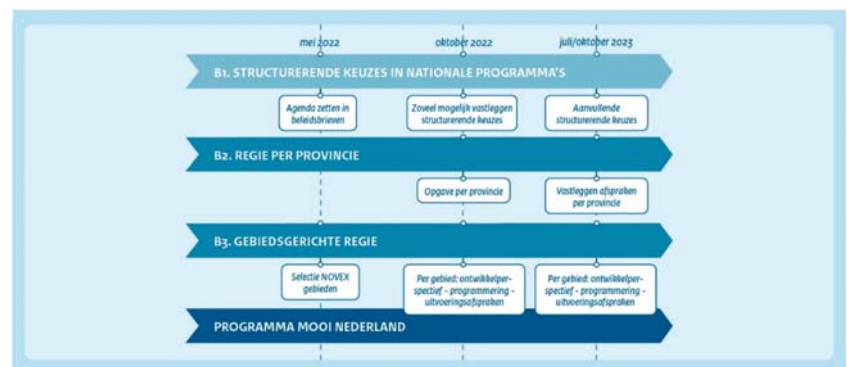 mei 2022
oktober 2022
juli/oktober 2023
B1. STRUCTURERENDE KEUZES IN NATIONALE PROGRAMMA'S
Agenda zetten in
beleidsbrieven
Zoveel mogelijk vastleggen
structurerende keuzes
Aanvullende
structurerende keuzes
B2. REGIE PER PROVINCIE
Opgave per provincie
Vastleggen afspraken
per provincie
B3. GEBIEDSGERICHTE REGIE
Selectie NOVEX
gebieden
Per gebied: ontwikkelper-
spectief - programmering -
uitvoeringsafspraken
Per gebied: ontwikkelper-
spectief - programmering -
uitvoeringsafspraken
PROGRAMMA MOOI NEDERLAND